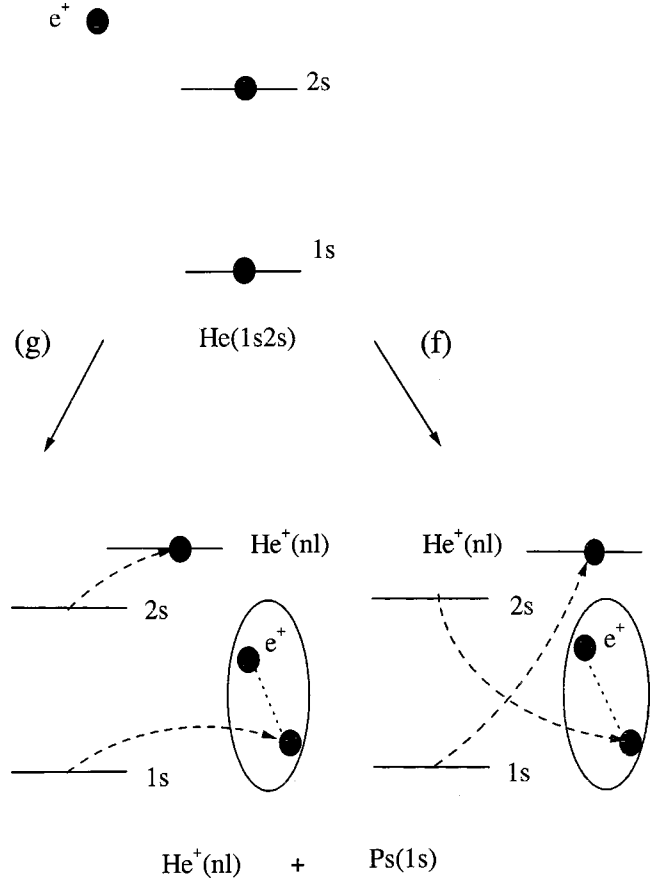 e⁺
2s
1s
He(1s2s)
(g) (f)
He⁺(nl) He⁺(nl)
2s 2s
e⁺ e⁺
1s 1s
He⁺(nl) + Ps(1s)